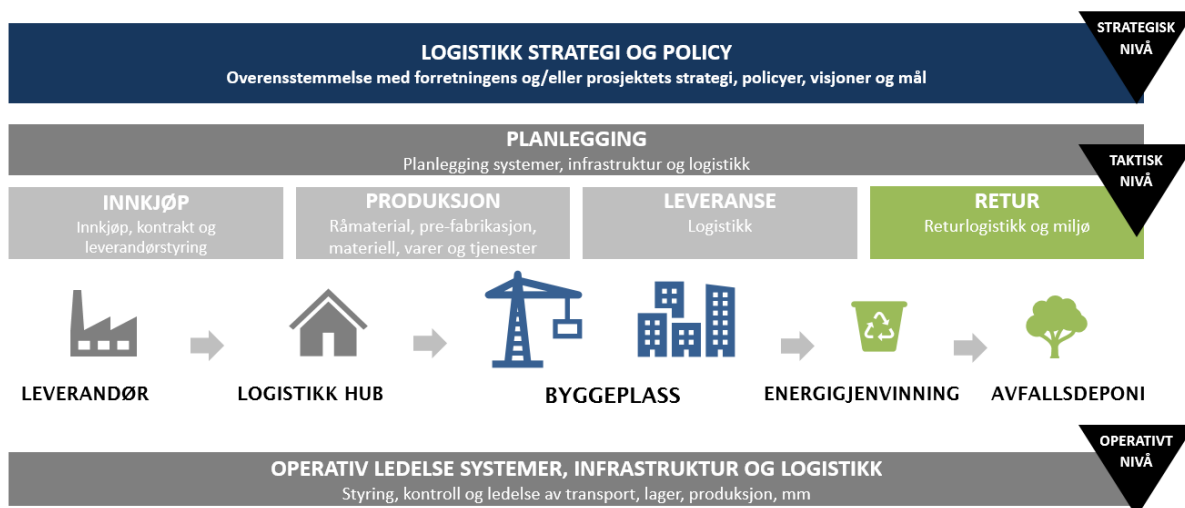 STRATEGISK
NIVÅ
LOGISTIKK STRATEGI OG POLICY
Overensstemmelse med forretningens og/eller prosjektets strategi, policyer, visjoner og mål
PLANLEGGING
Planlegging systemer, infrastruktur og logistikk
TAKTISK
NIVÅ
INNKJØP
Innkjøp, kontrakt og
leverandørstyring
PRODUKSJON
Råmaterial, pre-fabrikasjon,
materiell, varer og tjenester
LEVERANSE
Logistikk
RETUR
Returlogistikk og miljø
LEVERANDØR
LOGISTIKK HUB
BYGGEPLASS
ENERGIGJENVINNING
AVFALLSDEPONI
OPERATIVT
NIVÅ
OPERATIV LEDELSE SYSTEMER, INFRASTRUKTUR OG LOGISTIKK
Styring, kontroll og ledelse av transport, lager, produksjon, mm